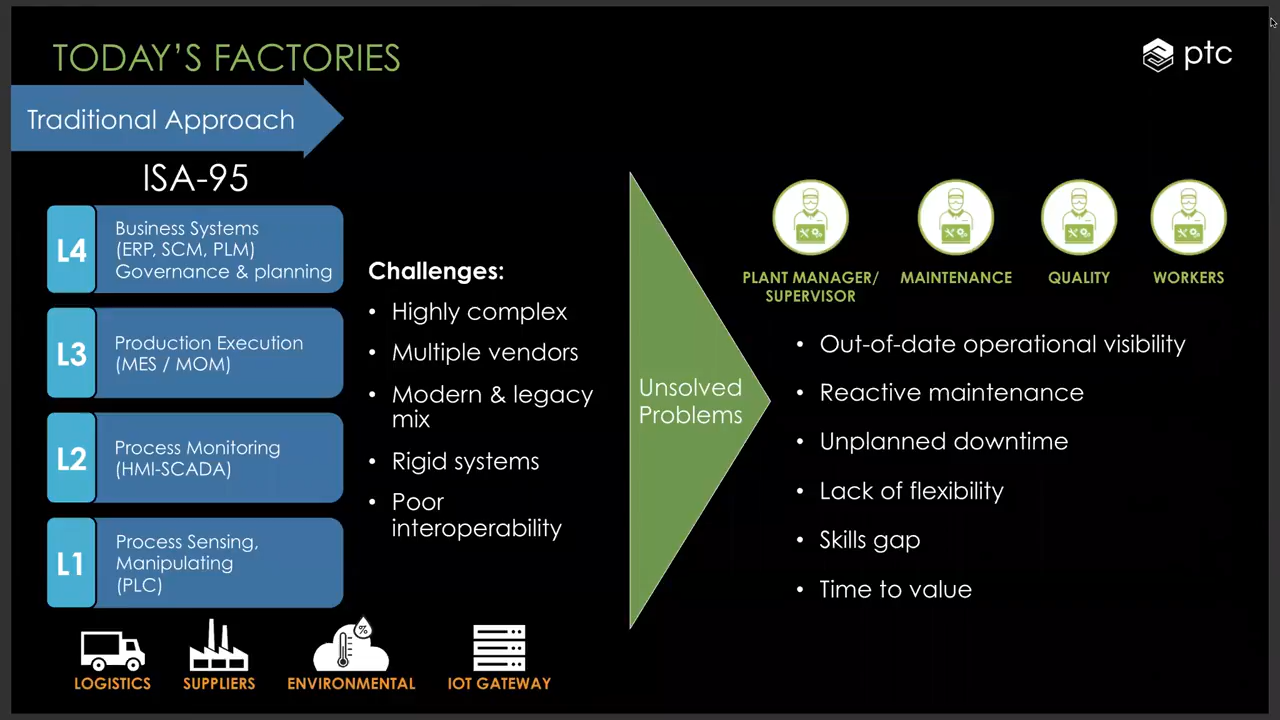 TODAY'S FACTORIES
ptc
Traditional Approach
ISA-95
L4
Business Systems
(ERP, SCM, PLM)
Governance & planning
L3
Production Execution
(MES / MOM)
L2
Process Monitoring
(HMI-SCADA)
L1
Process Sensing,
Manipulating
(PLC)
Challenges:
• Highly complex
• Multiple vendors
• Modern & legacy
mix
• Rigid systems
• Poor
interoperability
Unsolved
Problems
PLANT MANAGER/
SUPERVISOR
MAINTENANCE
QUALITY
WORKERS
• Out-of-date operational visibility
• Reactive maintenance
• Unplanned downtime
• Lack of flexibility
• Skills gap
• Time to value
%
LOGISTICS
SUPPLIERS
ENVIRONMENTAL
IOT GATEWAY